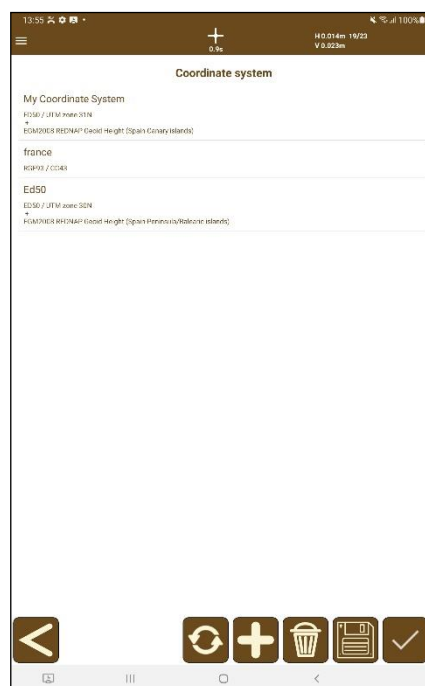 13:55
100%
0.9s
H 0.014m 19/23
V 0.023m
Coordinate system
My Coordinate System
ED50 / UTM zone 31N
+
EGM2008 REDNAP Geoid Height (Spain Canary islands)
france
RGF93 / CC43
Ed50
ED50 / UTM zone 30N
+
EGM2008 REDNAP Geoid Height (Spain Peninsula/Balearic islands)